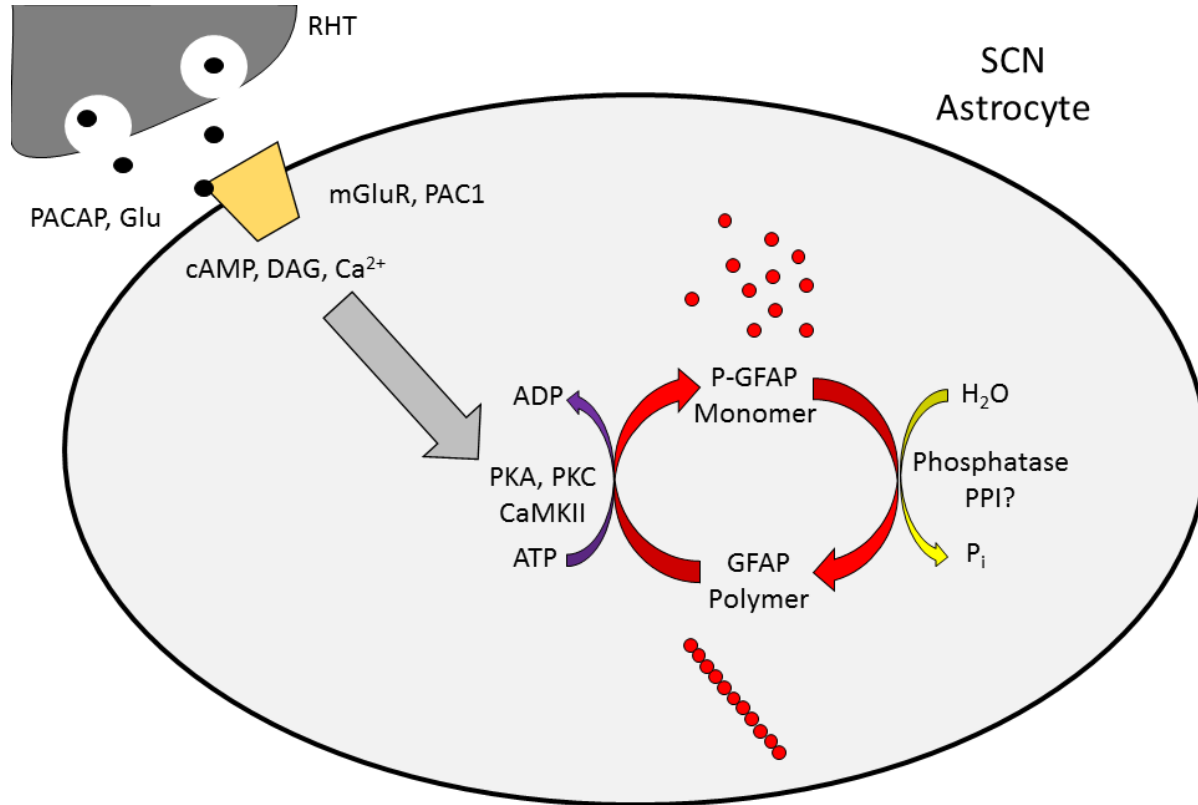 RHT
SCN
Astrocyte
PACAP, Glu
mGluR, PAC1
cAMP, DAG, Ca²⁺
ADP
PKA, PKC
CaMKII
ATP
P-GFAP
Monomer
H₂O
Phosphatase
PPI?
Pᵢ
GFAP
Polymer